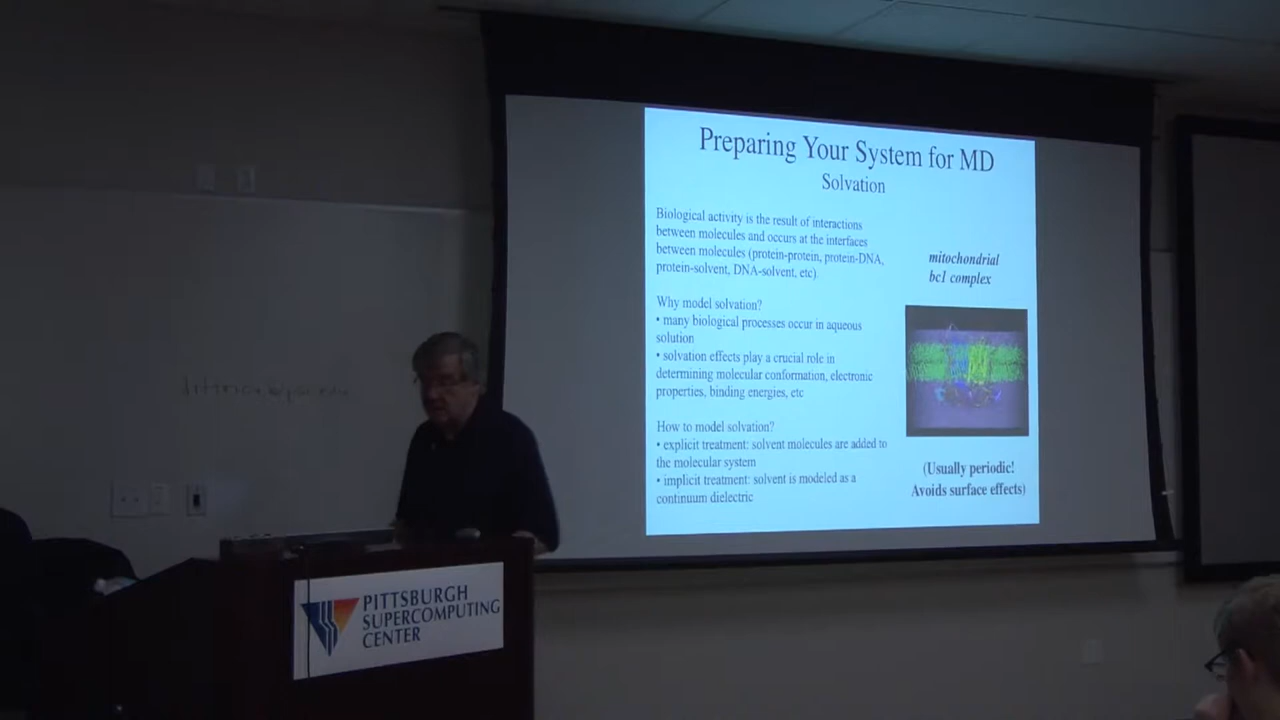 Preparing Your System for MD
Solvation
Biological activity is the result of interactions
between molecules and occurs at the interfaces
between molecules (protein-protein, protein-DNA,
protein-solvent, DNA-solvent, etc).
mitochondrial
bc1 complex
Why model solvation?
• many biological processes occur in aqueous
solution
• solvation effects play a crucial role in
determining molecular conformation, electronic
properties, binding energies, etc
How to model solvation?
• explicit treatment: solvent molecules are added to
the molecular system
• implicit treatment: solvent is modeled as a
continuum dielectric
(Usually periodic!
Avoids surface effects)
PITTSBURGH
SUPERCOMPUTING
CENTER